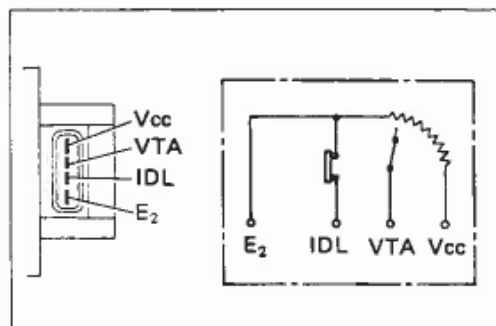 Vcc
VTA
IDL
E₂
E₂ IDL VTA Vcc